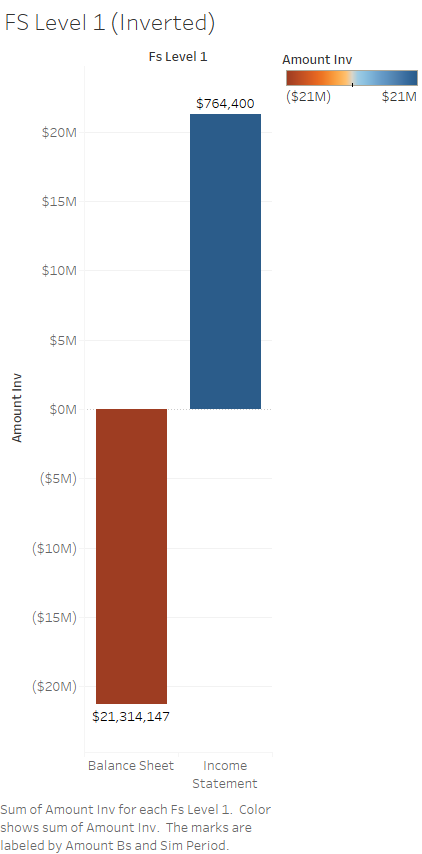 FS Level 1 (Inverted)
Fs Level 1
Amount Inv
($21M)
$21M
$764,400
$20M
$15M
$10M
$5M
$0M
Amount Inv
($5M)
($10M)
($15M)
($20M)
$21,314,147
Balance Sheet
Income
Statement
Sum of Amount Inv for each Fs Level 1.  Color
shows sum of Amount Inv.  The marks are
labeled by Amount Bs and Sim Period.